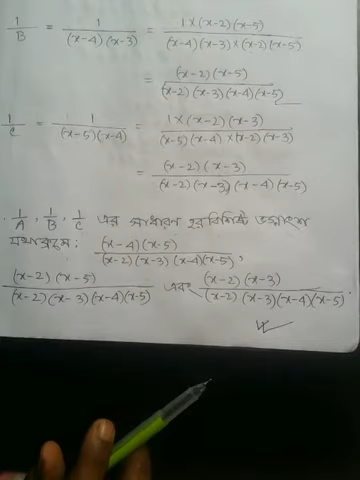 1/B = 1/((x-4)(x-3)) = (1×(x-2)(x-5))/((x-4)(x-3)×(x-2)(x-5))
= ((x-2)(x-5))/((x-2)(x-3)(x-4)(x-5))
1/C = 1/((x-5)(x-4)) = (1×(x-2)(x-3))/((x-5)(x-4)×(x-2)(x-3))
= ((x-2)(x-3))/((x-2)(x-3)(x-4)(x-5))
∴ 1/A, 1/B, 1/C এর সাধারণ হর বিশিষ্ট ভগ্নাংশ
যথাক্রমে: ((x-4)(x-5))/((x-2)(x-3)(x-4)(x-5)),
((x-2)(x-5))/((x-2)(x-3)(x-4)(x-5)) এবং ((x-2)(x-3))/((x-2)(x-3)(x-4)(x-5)).